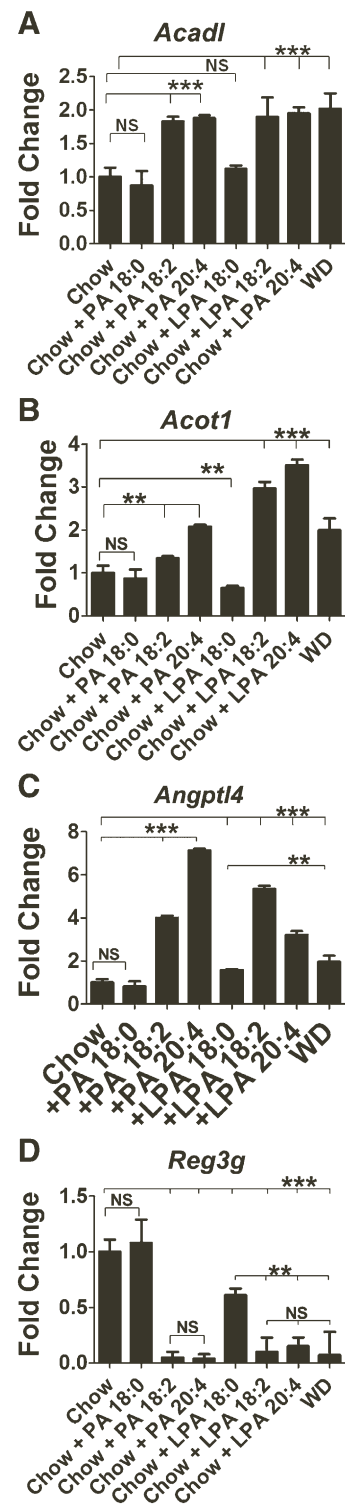 A
Acadl
***
NS
***
NS
Fold Change
2.5
2.0
1.5
1.0
0.5
0.0
Chow
Chow + PA 18:0
Chow + PA 18:2
Chow + PA 20:4
Chow + LPA 18:0
Chow + LPA 18:2
Chow + LPA 20:4
WD
B
Acot1
***
**
**
NS
Fold Change
4
3
2
1
0
Chow
Chow + PA 18:0
Chow + PA 18:2
Chow + PA 20:4
Chow + LPA 18:0
Chow + LPA 18:2
Chow + LPA 20:4
WD
C
Angptl4
***
***
**
NS
Fold Change
8
6
4
2
0
Chow
+PA 18:0
+PA 18:2
+PA 20:4
+LPA 18:0
+LPA 18:2
+LPA 20:4
WD
D
Reg3g
***
NS
**
NS
NS
Fold Change
1.5
1.0
0.5
0.0
Chow
Chow + PA 18:0
Chow + PA 18:2
Chow + PA 20:4
Chow + LPA 18:0
Chow + LPA 18:2
Chow + LPA 20:4
WD